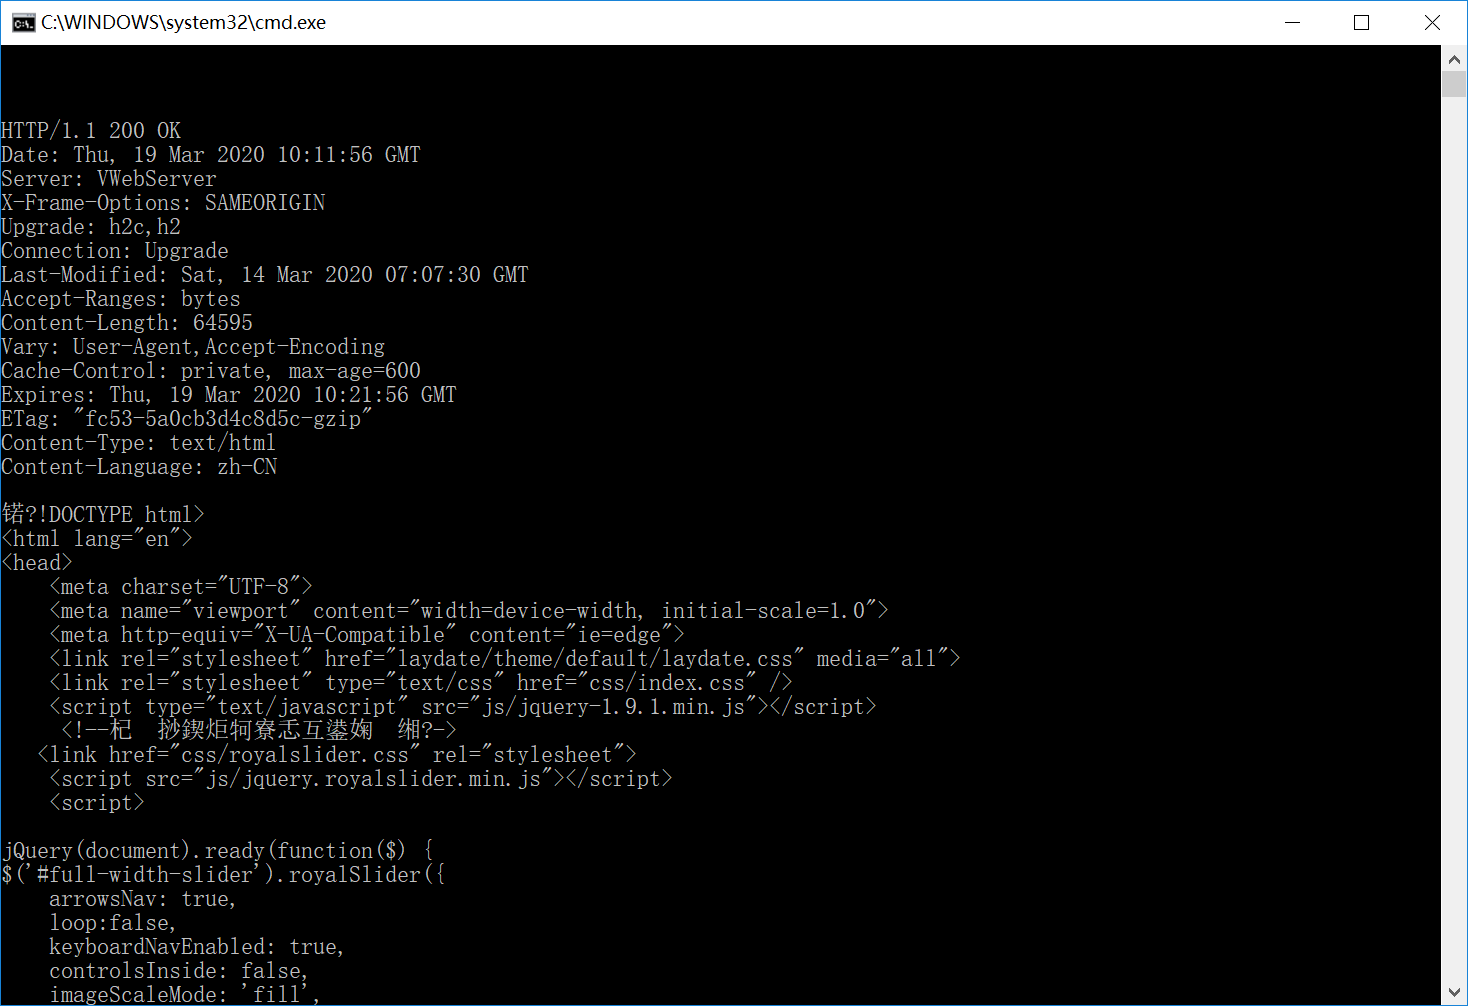 C:\WINDOWS\system32\cmd.exe
HTTP/1.1 200 OK
Date: Thu, 19 Mar 2020 10:11:56 GMT
Server: VWebServer
X-Frame-Options: SAMEORIGIN
Upgrade: h2c,h2
Connection: Upgrade
Last-Modified: Sat, 14 Mar 2020 07:07:30 GMT
Accept-Ranges: bytes
Content-Length: 64595
Vary: User-Agent,Accept-Encoding
Cache-Control: private, max-age=600
Expires: Thu, 19 Mar 2020 10:21:56 GMT
ETag: "fc53-5a0cb3d4c8d5c-gzip"
Content-Type: text/html
Content-Language: zh-CN
锘?!DOCTYPE html>
<html lang="en">
<head>
    <meta charset="UTF-8">
    <meta name="viewport" content="width=device-width, initial-scale=1.0">
    <meta http-equiv="X-UA-Compatible" content="ie=edge">
    <link rel="stylesheet" href="laydate/theme/default/laydate.css" media="all">
    <link rel="stylesheet" type="text/css" href="css/index.css" />
    <script type="text/javascript" src="js/jquery-1.9.1.min.js"></script>
     <!--杞  挱鍥炬牱寮忎互鍙婅  缃?->
   <link href="css/royalslider.css" rel="stylesheet">
    <script src="js/jquery.royalslider.min.js"></script>
    <script>
jQuery(document).ready(function($) {
$('#full-width-slider').royalSlider({
    arrowsNav: true,
    loop:false,
    keyboardNavEnabled: true,
    controlsInside: false,
    imageScaleMode: 'fill',